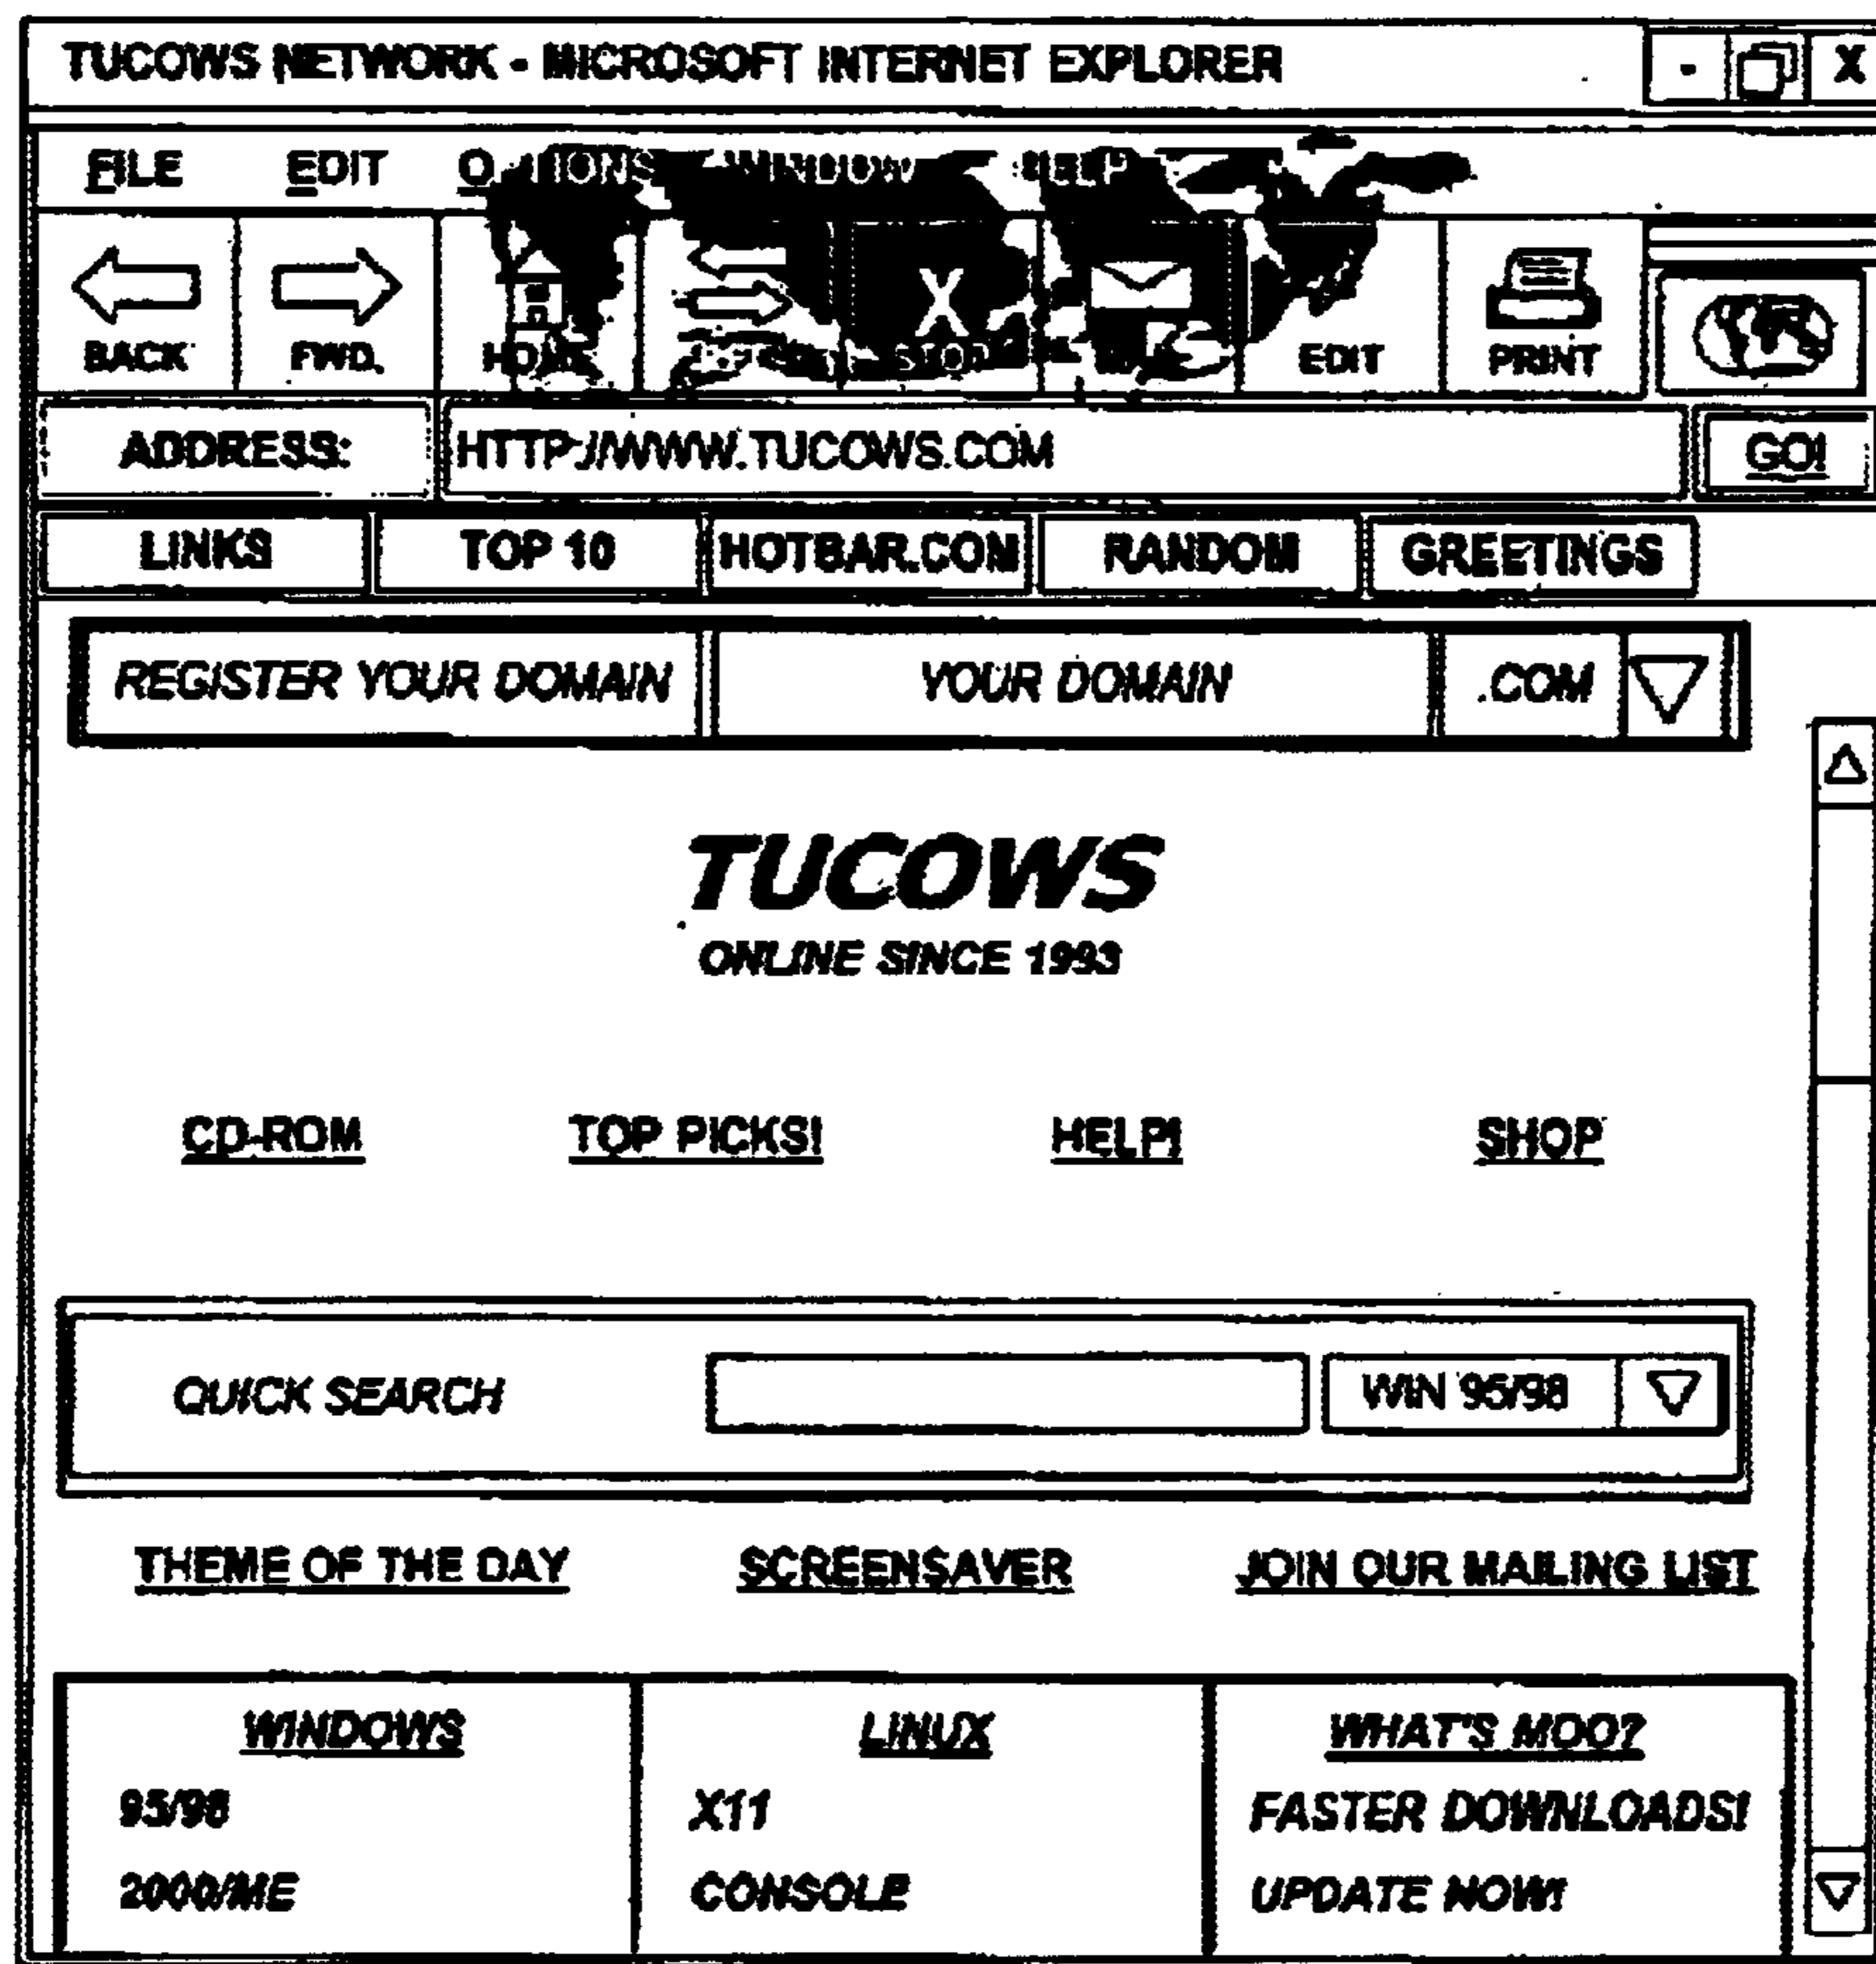 TUCOWS NETWORK - MICROSOFT INTERNET EXPLORER - X
FILE EDIT HELP
BACK FWD. HOME STOP EDIT PRINT
ADDRESS: HTTP://WWW.TUCOWS.COM GO!
LINKS TOP 10 HOTBAR.COM RANDOM GREETINGS
REGISTER YOUR DOMAIN YOUR DOMAIN .COM
TUCOWS
ONLINE SINCE 1993
CD-ROM TOP PICKS! HELP! SHOP
QUICK SEARCH WIN 95/98
THEME OF THE DAY SCREENSAVER JOIN OUR MAILING LIST
WINDOWS LINUX WHAT'S MOO?
95/98 X11 FASTER DOWNLOADS!
2000/ME CONSOLE UPDATE NOW!